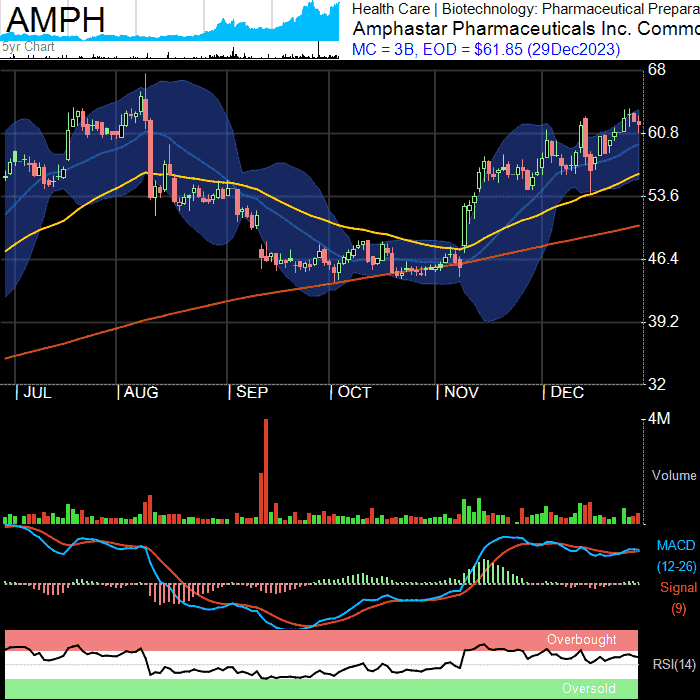 AMPH
5yr Chart
Health Care | Biotechnology: Pharmaceutical Prepara
Amphastar Pharmaceuticals Inc. Commo
MC = 3B, EOD = $61.85 (29Dec2023)
68
60.8
53.6
46.4
39.2
32
| JUL | AUG | SEP | OCT | NOV | DEC
4M
Volume
MACD
(12-26)
Signal
(9)
Overbought
RSI(14)
Oversold